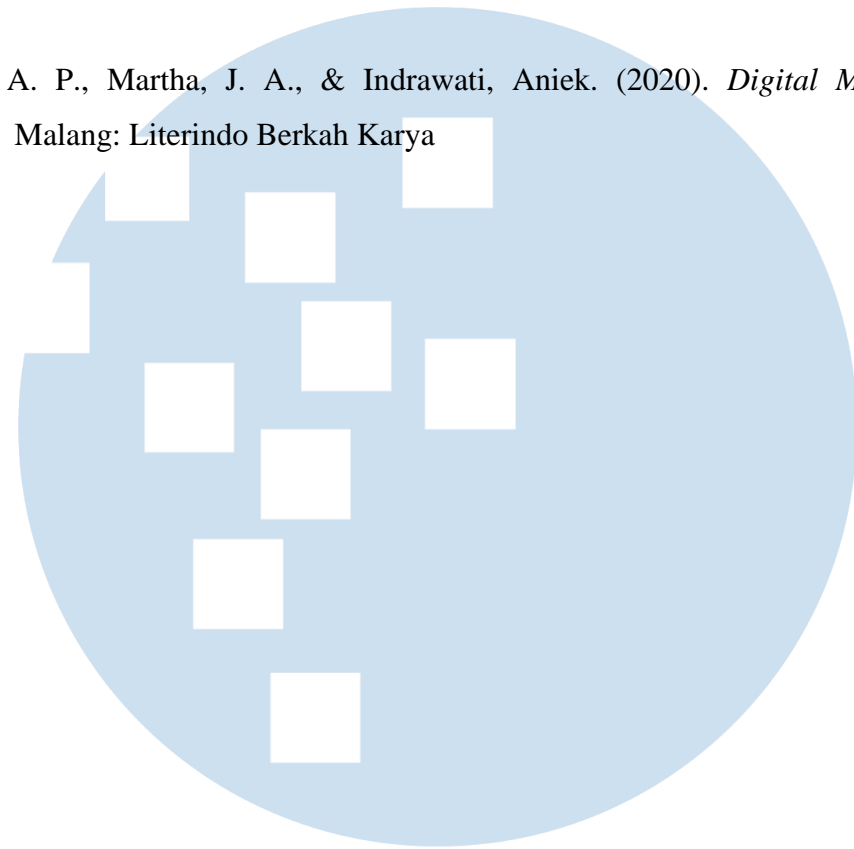 A. P., Martha, J. A., & Indrawati, Aniek. (2020). Digital M
Malang: Literindo Berkah Karya